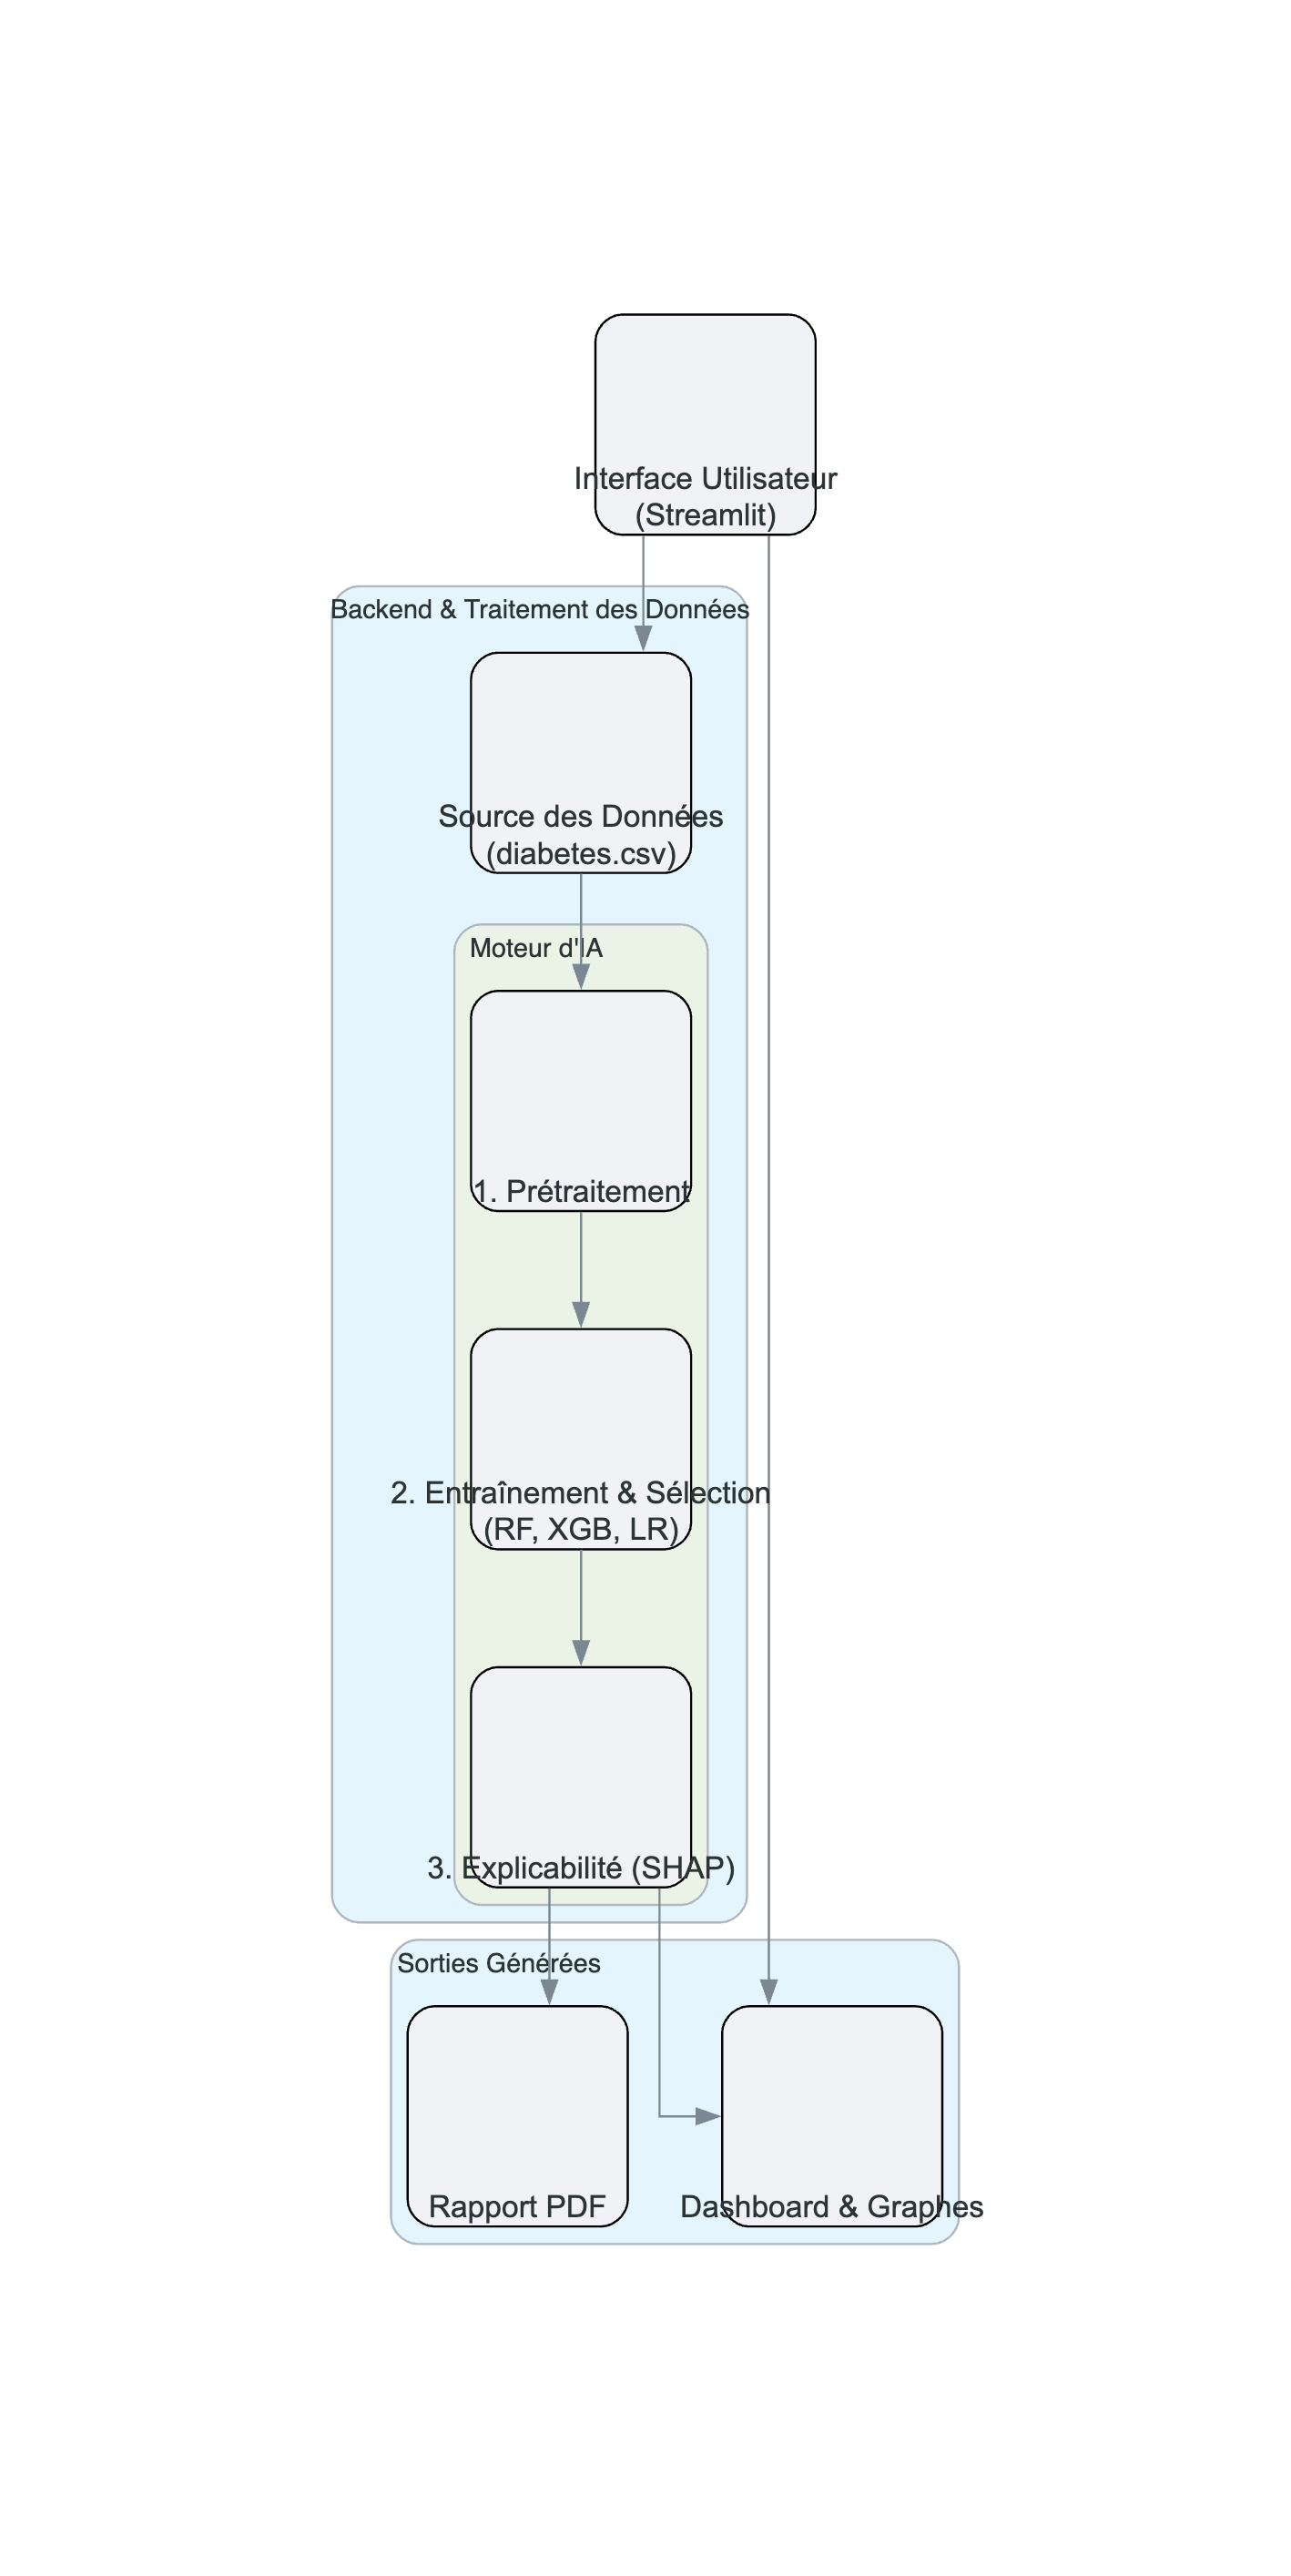 Interface Utilisateur
(Streamlit)
Backend & Traitement des Données
Source des Données
(diabetes.csv)
Moteur d'IA
1. Prétraitement
2. Entraînement & Sélection
(RF, XGB, LR)
3. Explicabilité (SHAP)
Sorties Générées
Rapport PDF
Dashboard & Graphes